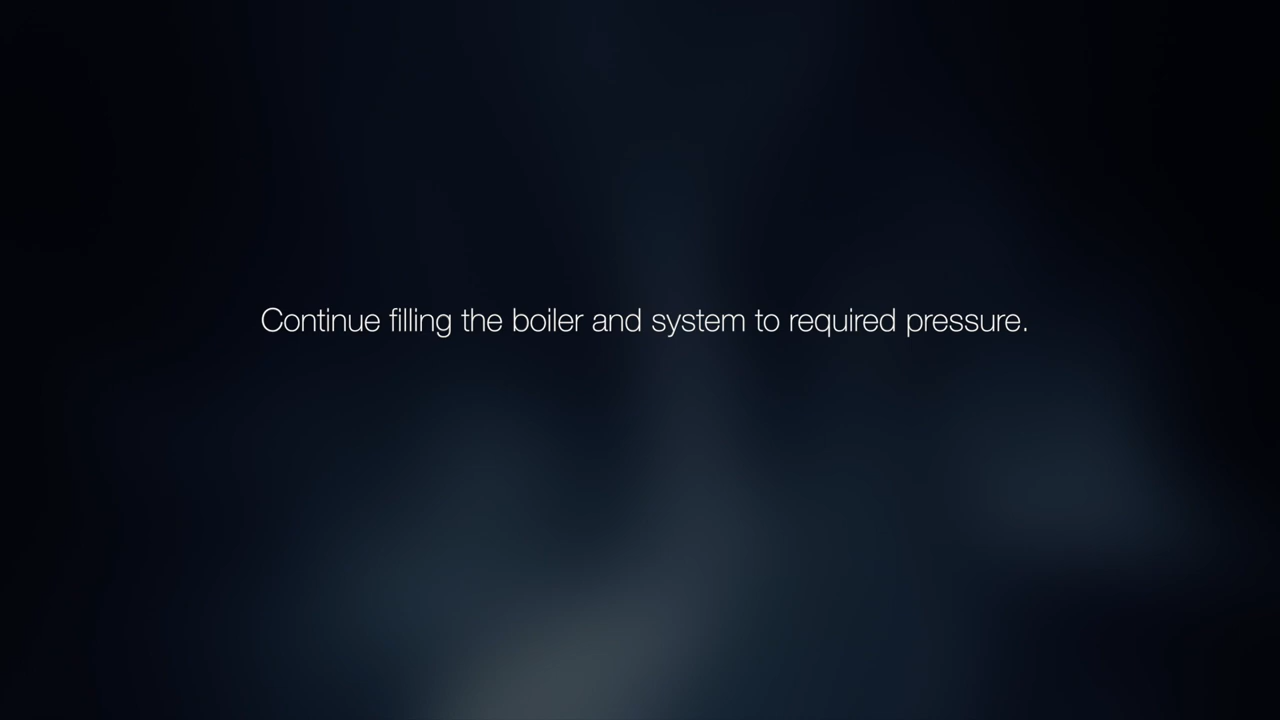 Continue filling the boiler and system to required pressure.